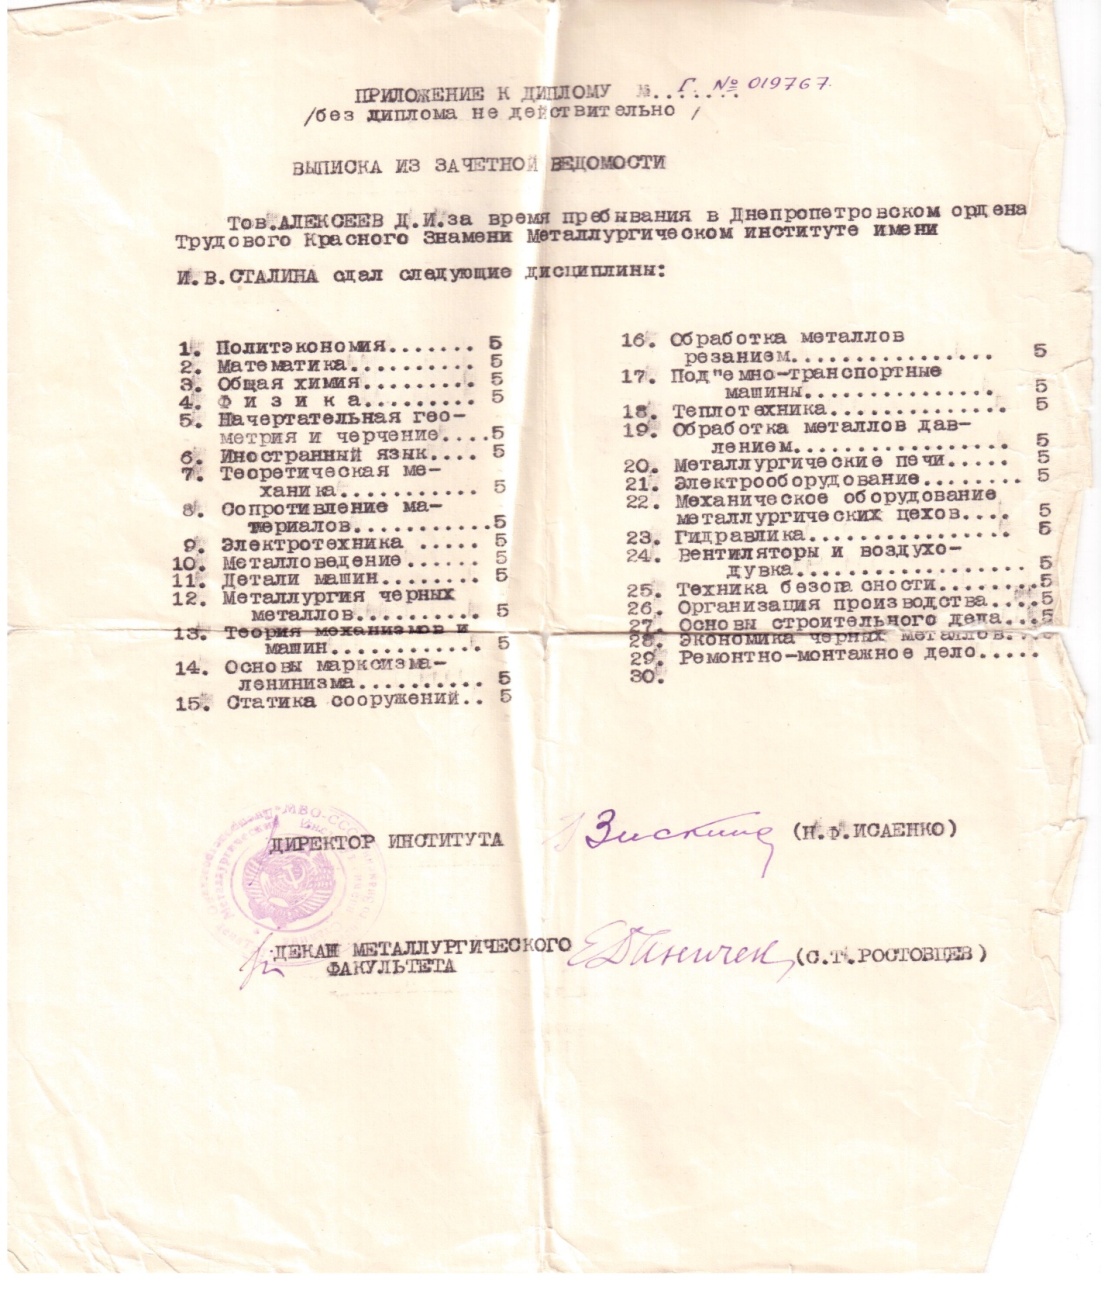 ПРИЛОЖЕНИЕ К ДИПЛОМУ №....... Г. № 019767.
/без диплома не действительно /
ВЫПИСКА ИЗ ЗАЧЕТНОЙ ВЕДОМОСТИ
Тов.АЛЕКСЕЕВ Д.И.за время пребывания в Днепропетровском ордена
Трудового Красного Знамени Металлургическом институте имени
И.В.СТАЛИНА сдал следующие дисциплины:
1. Политэкономия....... 5
2. Математика.......... 5
3. Общая химия......... 5
4. Ф и з и к а......... 5
5. Начертательная гео-
метрия и черчение....5
6. Иностранный язык.... 5
7. Теоретическая ме-
ханика........... 5
8. Сопротивление ма-
териалов...........5
9. Электротехника ..... 5
10. Металловедение...... 5
11. Детали машин........ 5
12. Металлургия черных
металлов.......... 5
13. Теория механизмов и
машин............ 5
14. Основы марксизма-
ленинизма.......... 5
15. Статика сооружений.. 5
16. Обработка металлов
резанием................ 5
17. Под"емно-транспортные
машины............... 5
18. Теплотехника............. 5
19. Обработка металлов дав-
лением................ 5
20. Металлургические печи..... 5
21. Электрооборудование........ 5
22. Механическое оборудование
металлургических цехов.... 5
23. Гидравлика............... 5
24. Вентиляторы и воздухо-
дувка................... 5
25. Техника безопасности.......5
26. Организация производства....5
27. Основы строительного дела...5
28. Экономика черных металлов. 5
29. Ремонтно-монтажное дело.....
30.
ДИРЕКТОР ИНСТИТУТА (Н.Ф.ИСАЕНКО)
ДЕКАН МЕТАЛЛУРГИЧЕСКОГО
ФАКУЛЬТЕТА (С.Т.РОСТОВЦЕВ)
МВО-СССР